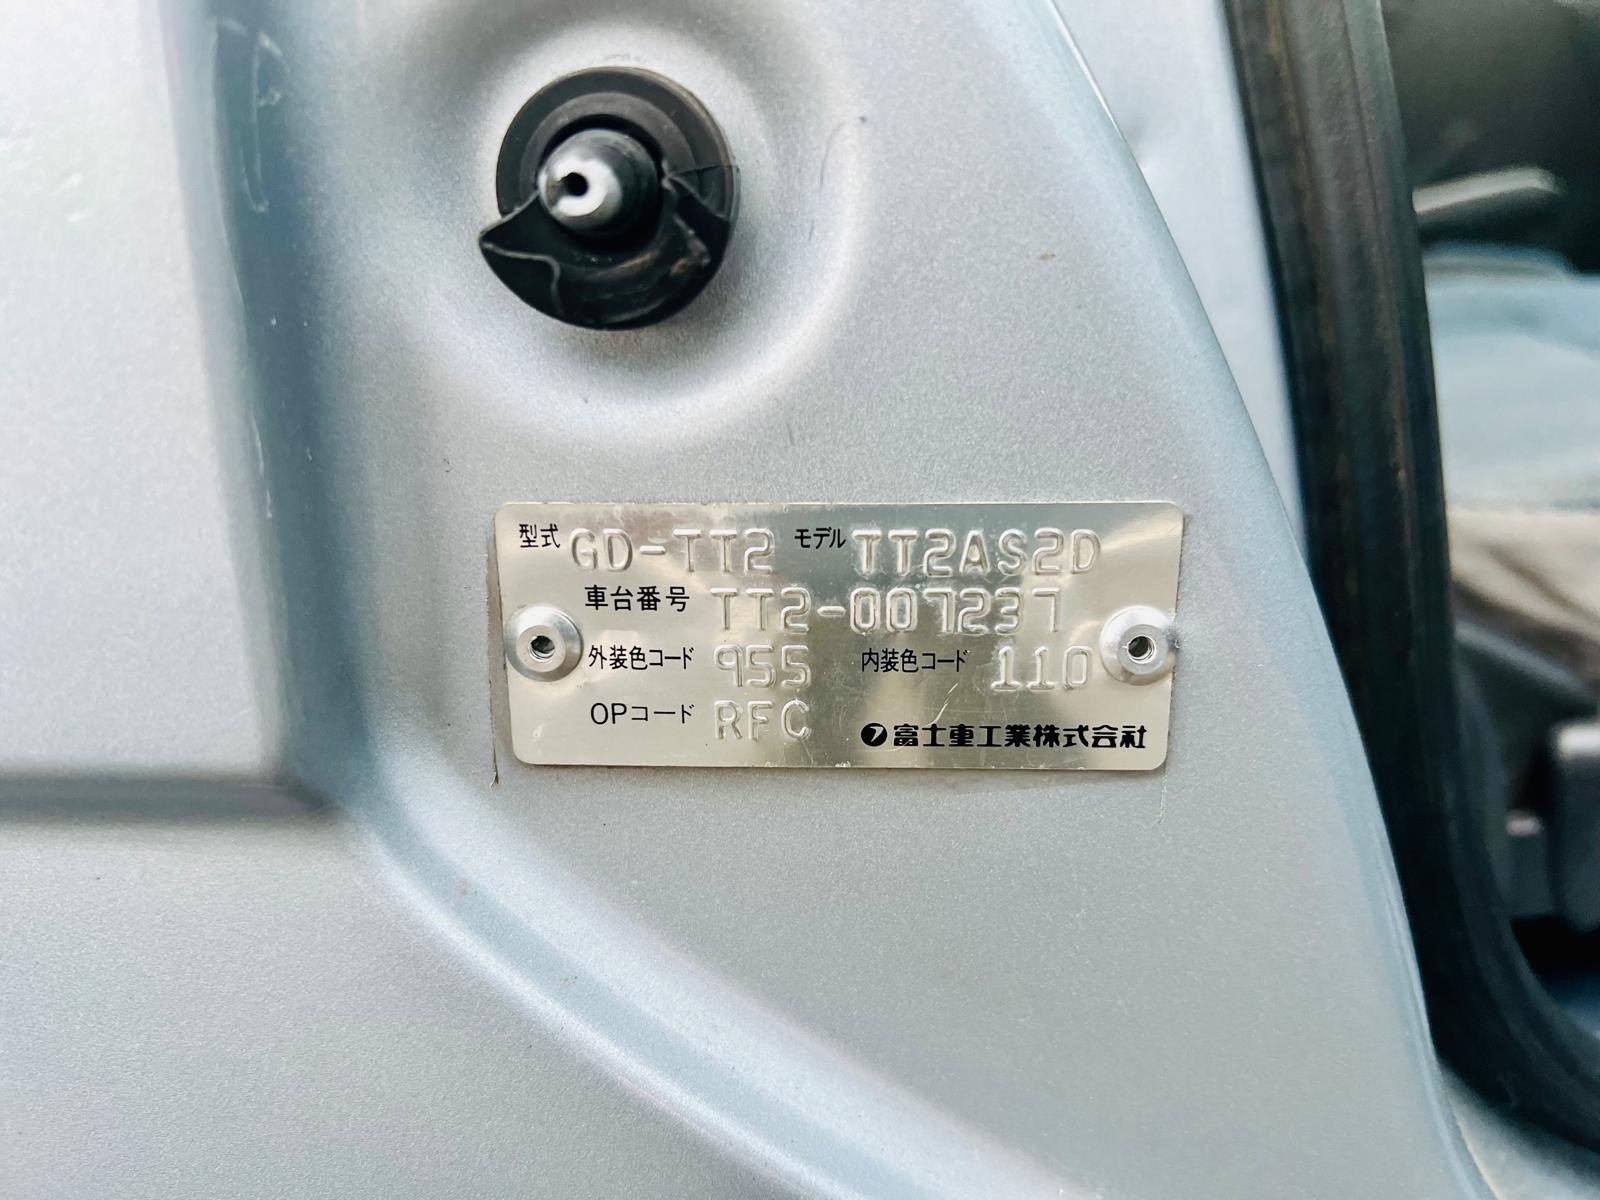 型式 GD-TT2 モデル TT2AS2D
車台番号 TT2-007237
外装色コード 955 内装色コード 110
OPコード RFC 富士重工業株式会社